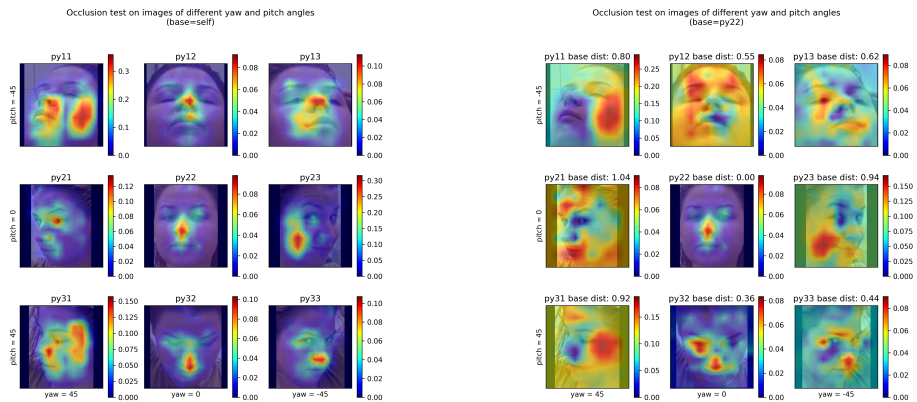 Occlusion test on images of different yaw and pitch angles
(base=self)
py11
py12
py13
pitch = -45
0.3
0.2
0.1
0.0
0.08
0.06
0.04
0.02
0.00
0.10
0.08
0.06
0.04
0.02
0.00
py21
py22
py23
pitch = 0
0.125
0.100
0.075
0.050
0.025
0.000
0.08
0.06
0.04
0.02
0.00
0.30
0.25
0.20
0.15
0.10
0.05
0.00
py31
py32
py33
pitch = 45
0.150
0.125
0.100
0.075
0.050
0.025
0.000
0.10
0.08
0.06
0.04
0.02
0.00
0.10
0.08
0.06
0.04
0.02
0.00
yaw = 45
yaw = 0
yaw = -45
Occlusion test on images of different yaw and pitch angles
(base=py22)
py11 base dist: 0.80
py12 base dist: 0.55
py13 base dist: 0.62
pitch = -45
0.25
0.20
0.15
0.10
0.05
0.00
0.08
0.06
0.04
0.02
0.00
0.08
0.06
0.04
0.02
0.00
py21 base dist: 1.04
py22 base dist: 0.00
py23 base dist: 0.94
pitch = 0
0.10
0.08
0.06
0.04
0.02
0.00
0.08
0.06
0.04
0.02
0.00
0.150
0.125
0.100
0.075
0.050
0.025
0.000
py31 base dist: 0.92
py32 base dist: 0.36
py33 base dist: 0.44
pitch = 45
0.15
0.10
0.05
0.00
0.08
0.06
0.04
0.02
0.00
0.08
0.06
0.04
0.02
0.00
yaw = 45
yaw = 0
yaw = -45